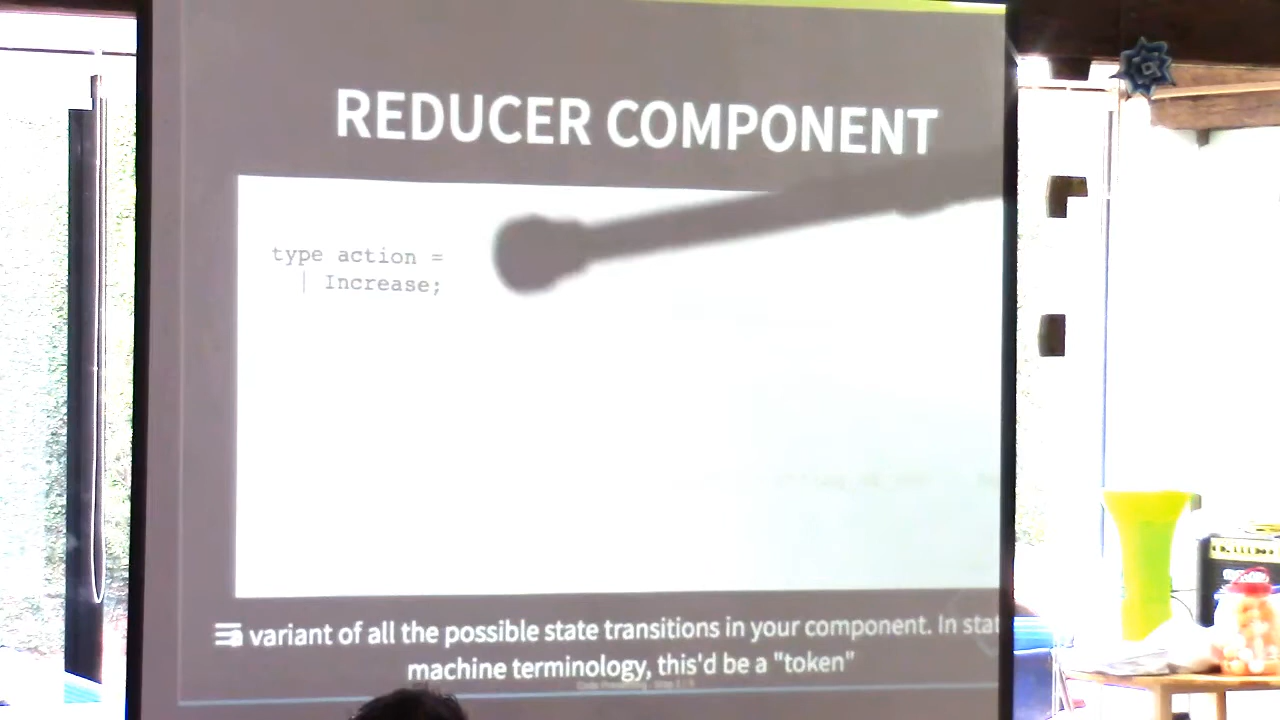 REDUCER COMPONENT
type action =
| Increase;
a variant of all the possible state transitions in your component. In stat
machine terminology, this'd be a "token"